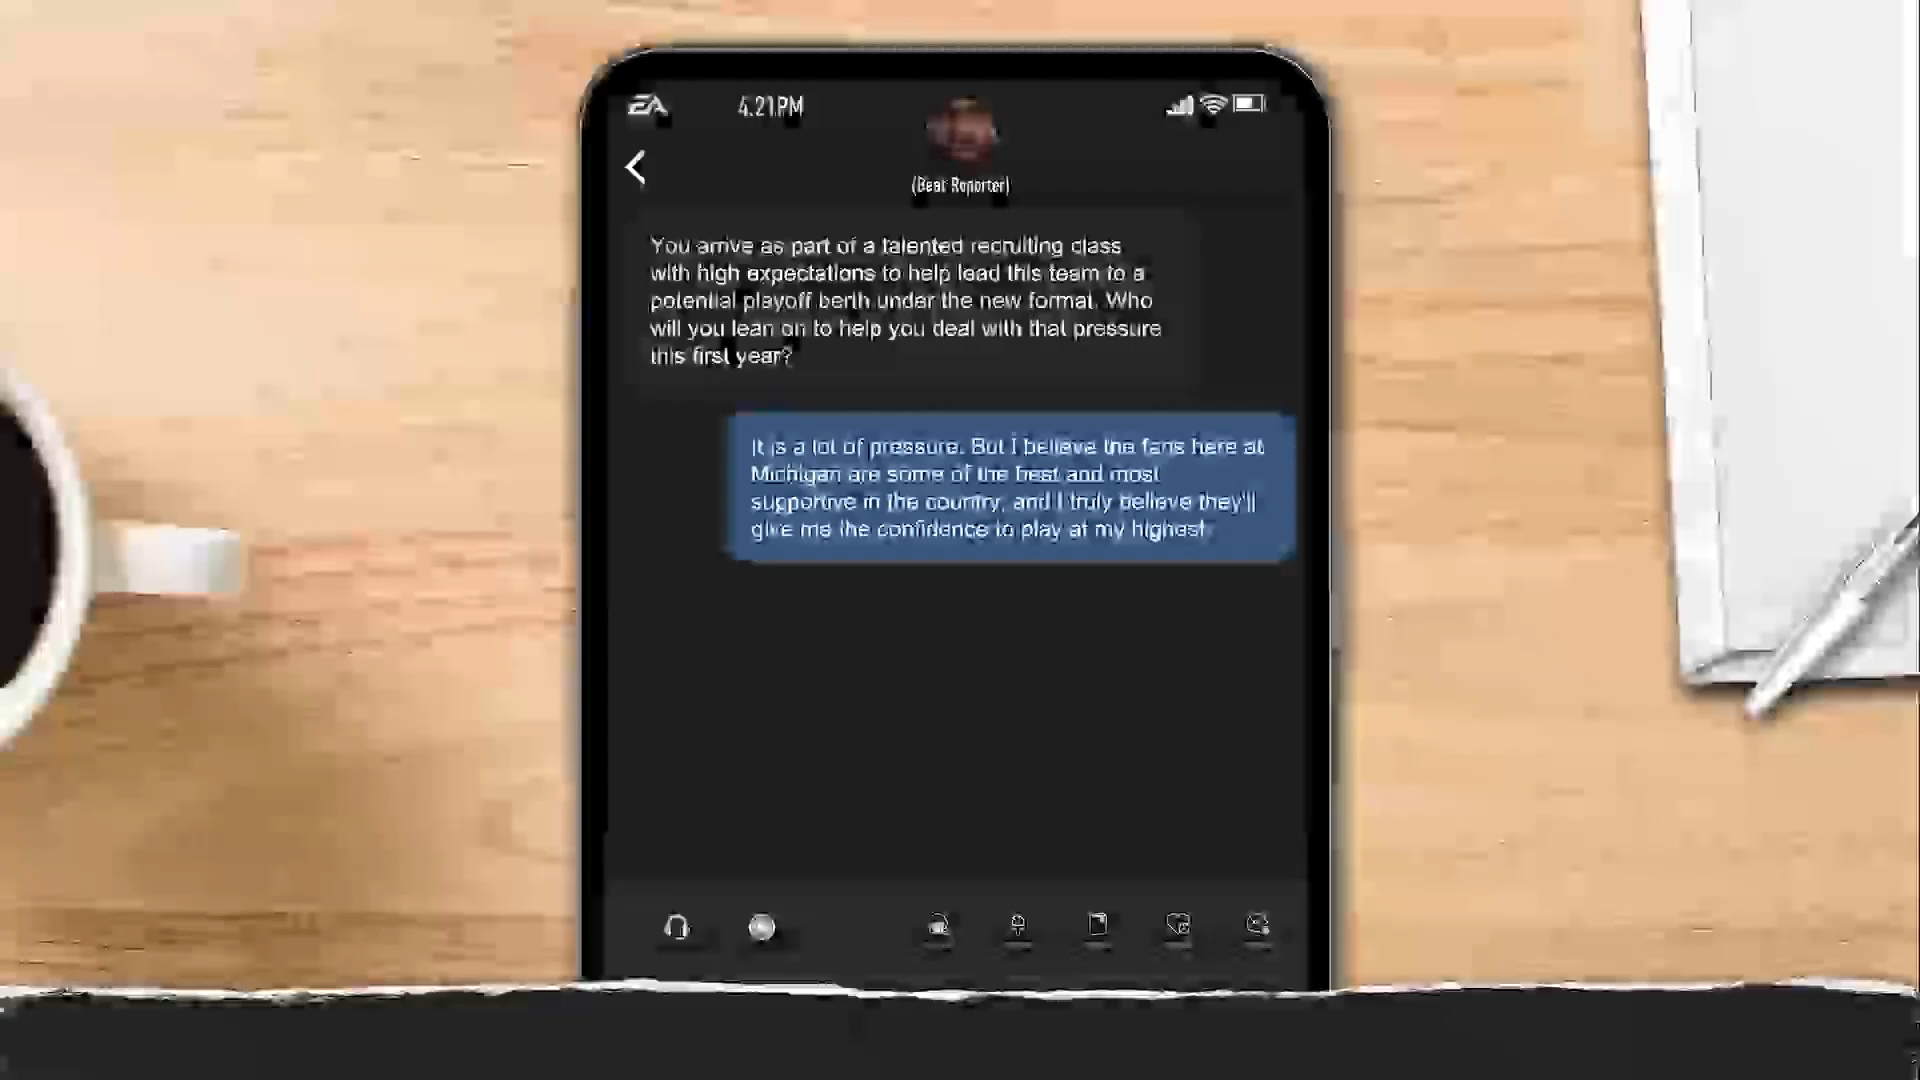 EA
4:21PM
(Beat Reporter)
You arrive as part of a talented recruiting class
with high expectations to help lead this team to a
potential playoff berth under the new format. Who
will you lean on to help you deal with that pressure
this first year?
It is a lot of pressure. But I believe the fans here at
Michigan are some of the best and most
supportive in the country, and I truly believe they'll
give me the confidence to play at my highest.